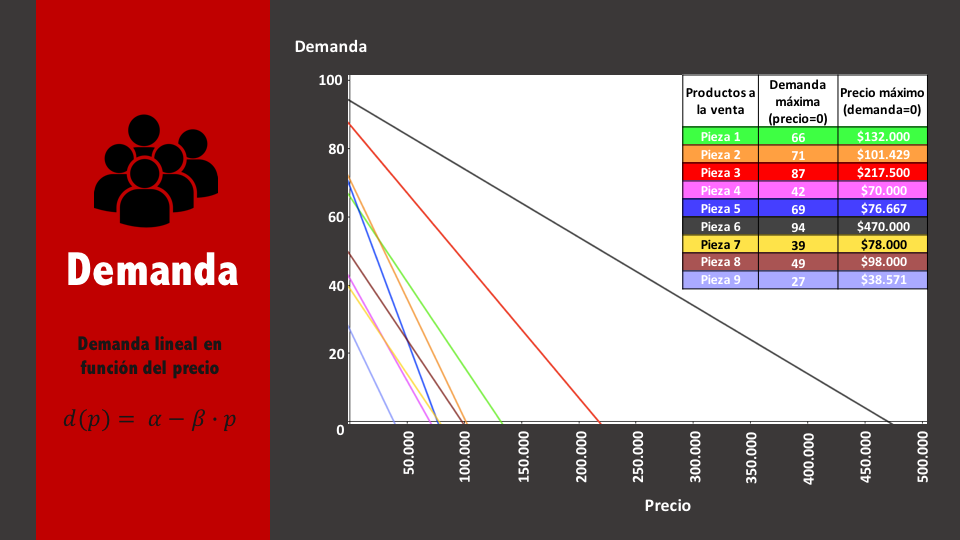 Demanda
Demanda lineal en
función del precio
d(p) = α − β · p
Demanda
100
80
60
40
20
0
50.000
100.000
150.000
200.000
250.000
300.000
350.000
400.000
450.000
500.000
Precio
Productos a la venta | Demanda máxima (precio=0) | Precio máximo (demanda=0)
Pieza 1 66 $132.000
Pieza 2 71 $101.429
Pieza 3 87 $217.500
Pieza 4 42 $70.000
Pieza 5 69 $76.667
Pieza 6 94 $470.000
Pieza 7 39 $78.000
Pieza 8 49 $98.000
Pieza 9 27 $38.571